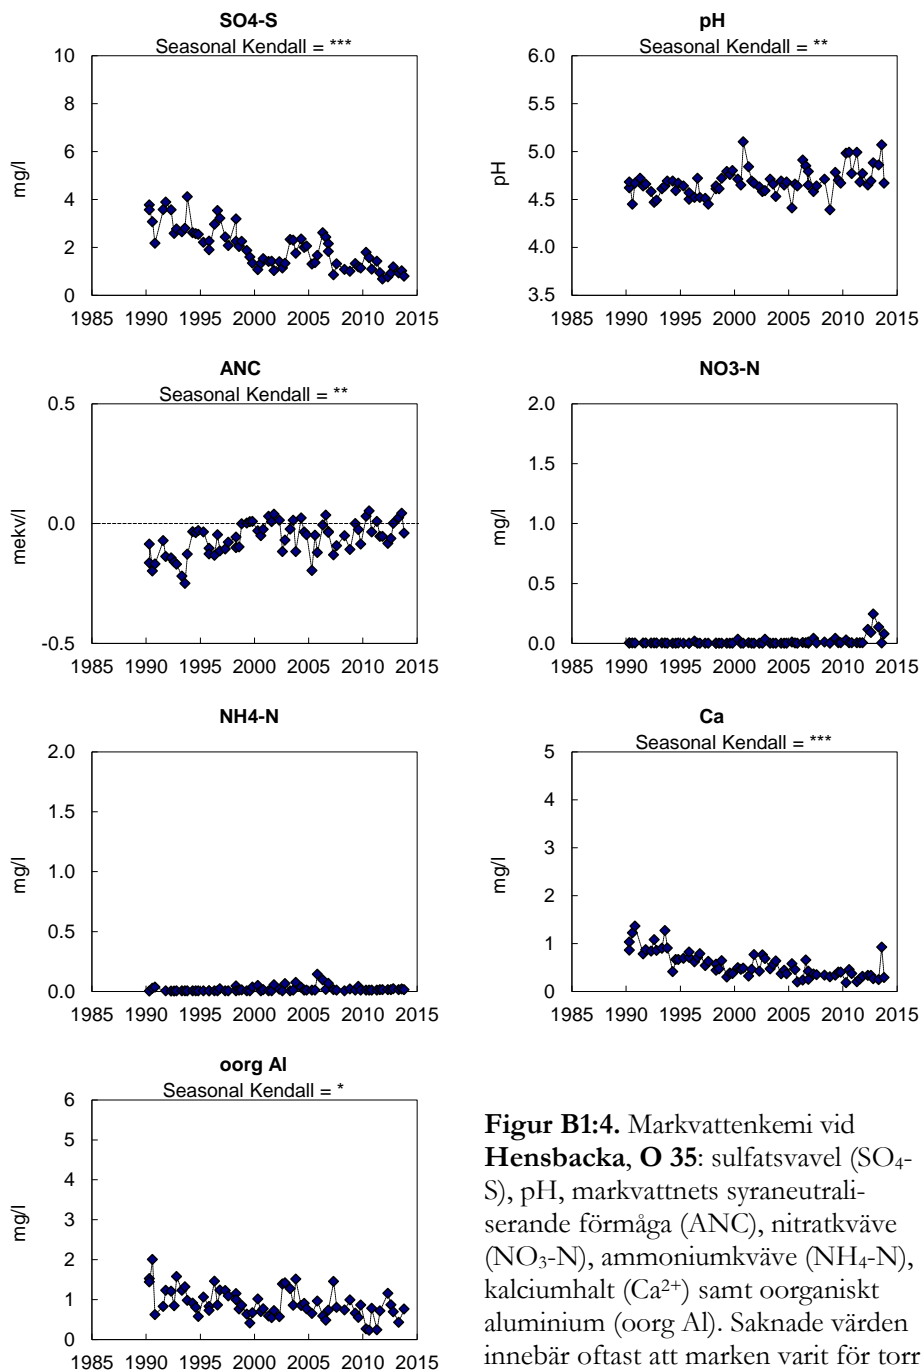 SO4-S
Seasonal Kendall = ***
10
8
6
4
2
0
mg/l
1985 1990 1995 2000 2005 2010 2015
pH
Seasonal Kendall = **
6.0
5.5
5.0
4.5
4.0
3.5
pH
1985 1990 1995 2000 2005 2010 2015
ANC
Seasonal Kendall = **
0.5
0.0
-0.5
mekv/l
1985 1990 1995 2000 2005 2010 2015
NO3-N
2.0
1.5
1.0
0.5
0.0
mg/l
1985 1990 1995 2000 2005 2010 2015
NH4-N
2.0
1.5
1.0
0.5
0.0
mg/l
1985 1990 1995 2000 2005 2010 2015
Ca
Seasonal Kendall = ***
5
4
3
2
1
0
mg/l
1985 1990 1995 2000 2005 2010 2015
oorg Al
Seasonal Kendall = *
6
5
4
3
2
1
0
mg/l
1985 1990 1995 2000 2005 2010 2015
Figur B1:4. Markvattenkemi vid
Hensbacka, O 35: sulfatsvavel (SO₄-
S), pH, markvattnets syraneutrali-
serande förmåga (ANC), nitratkväve
(NO₃-N), ammoniumkväve (NH₄-N),
kalciumhalt (Ca²⁺) samt oorganiskt
aluminium (oorg Al). Saknade värden
innebär oftast att marken varit för torr